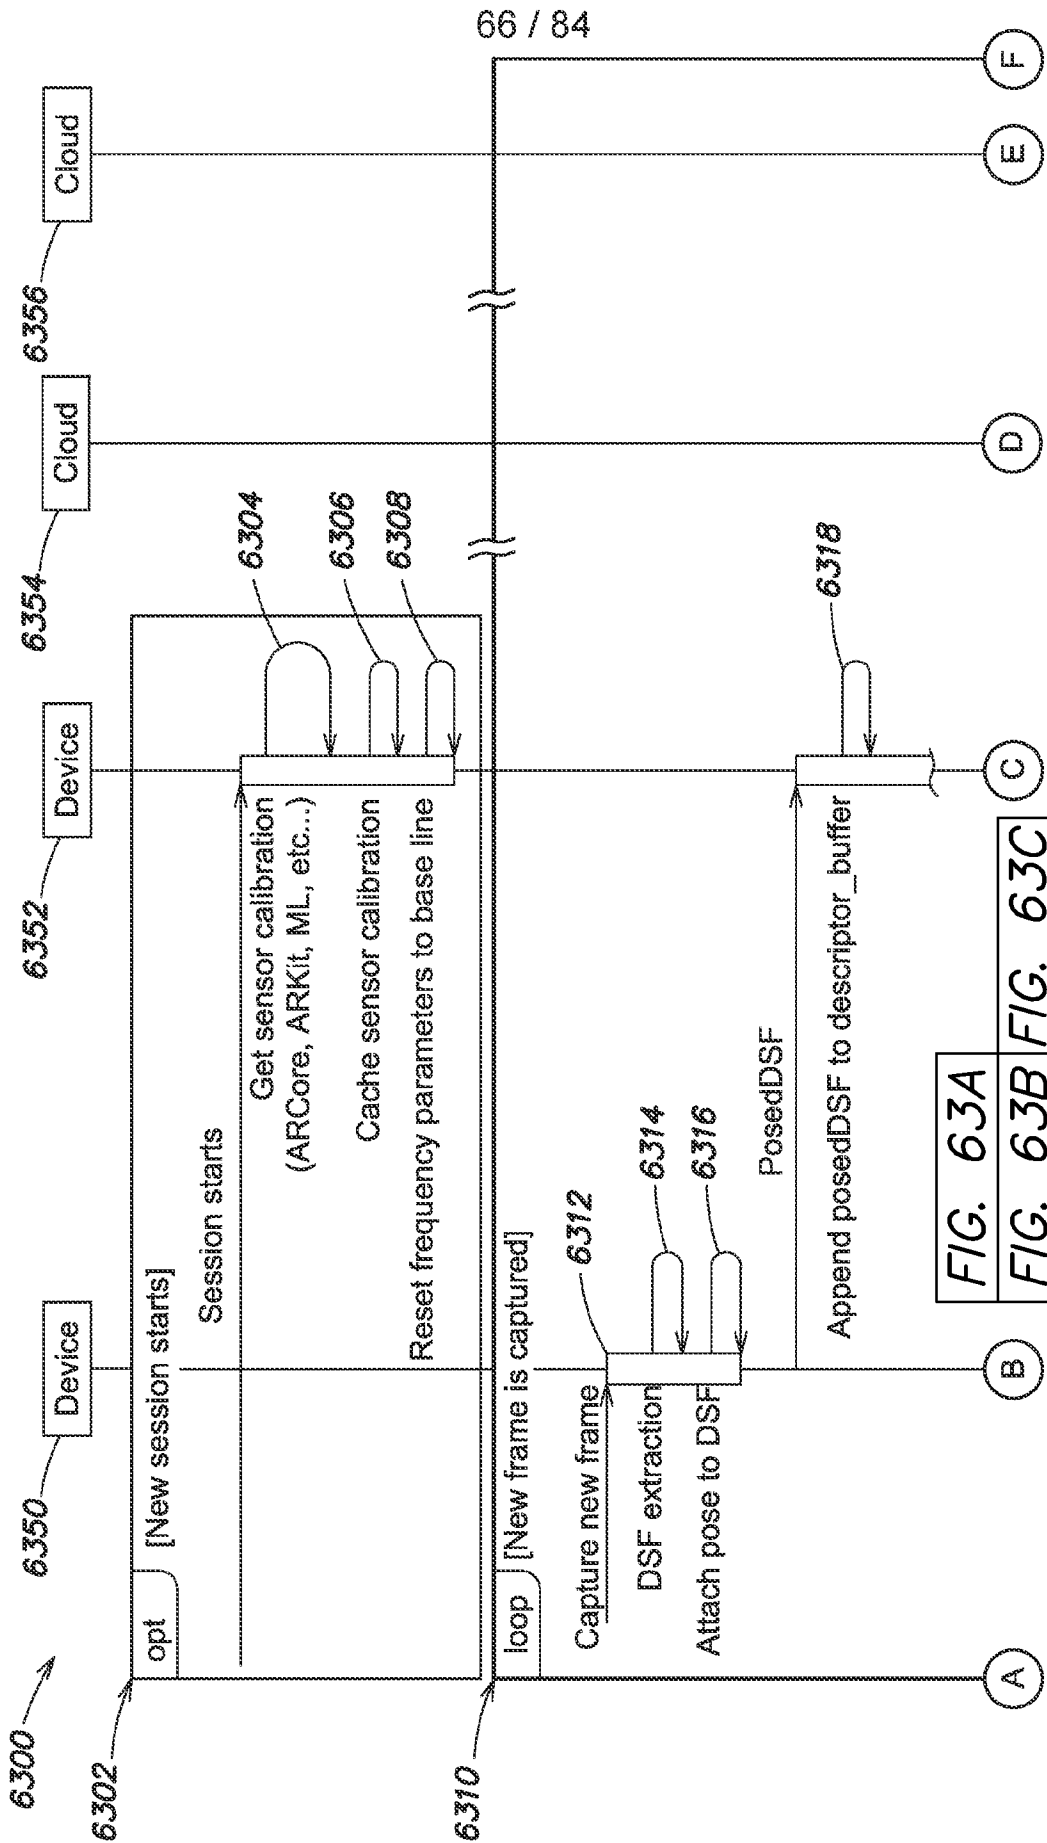 66 / 84
6300
6350
Device
6352
Device
6354
Cloud
6356
Cloud
6302
opt
[New session starts]
Session starts
Get sensor calibration
(ARCore, ARKit, ML, etc...)
6304
Cache sensor calibration
6306
Reset frequency parameters to base line
6308
6310
loop
[New frame is captured]
Capture new frame
6312
DSF extraction
6314
Attach pose to DSF
6316
PosedDSF
Append posedDSF to descriptor_buffer
6318
A
B
C
D
E
F
FIG. 63A
FIG. 63B
FIG. 63C